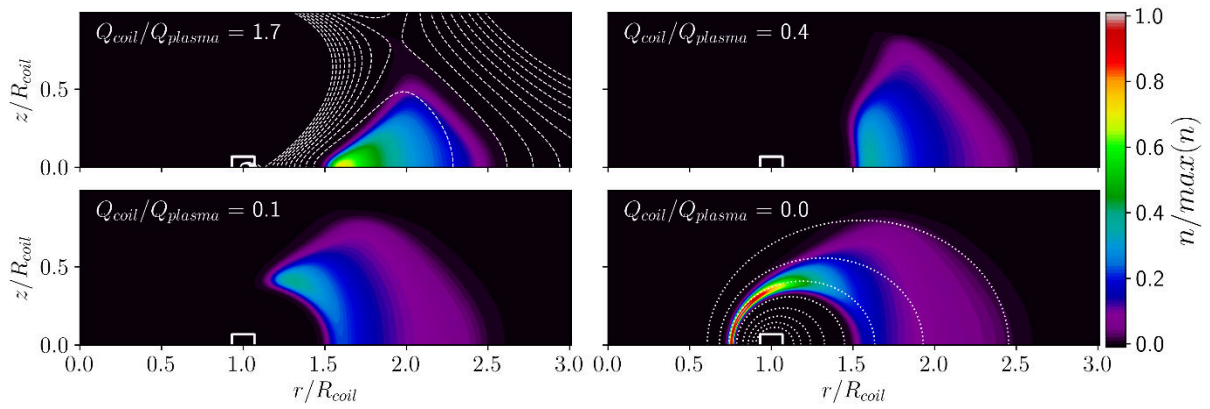 Q_coil/Q_plasma = 1.7
Q_coil/Q_plasma = 0.4
z/R_coil
0.5
0.0
1.0
0.8
0.6
0.4
0.2
0.0
n/max(n)
Q_coil/Q_plasma = 0.1
Q_coil/Q_plasma = 0.0
z/R_coil
0.5
0.0
0.0 0.5 1.0 1.5 2.0 2.5 3.0
0.0 0.5 1.0 1.5 2.0 2.5 3.0
r/R_coil
r/R_coil